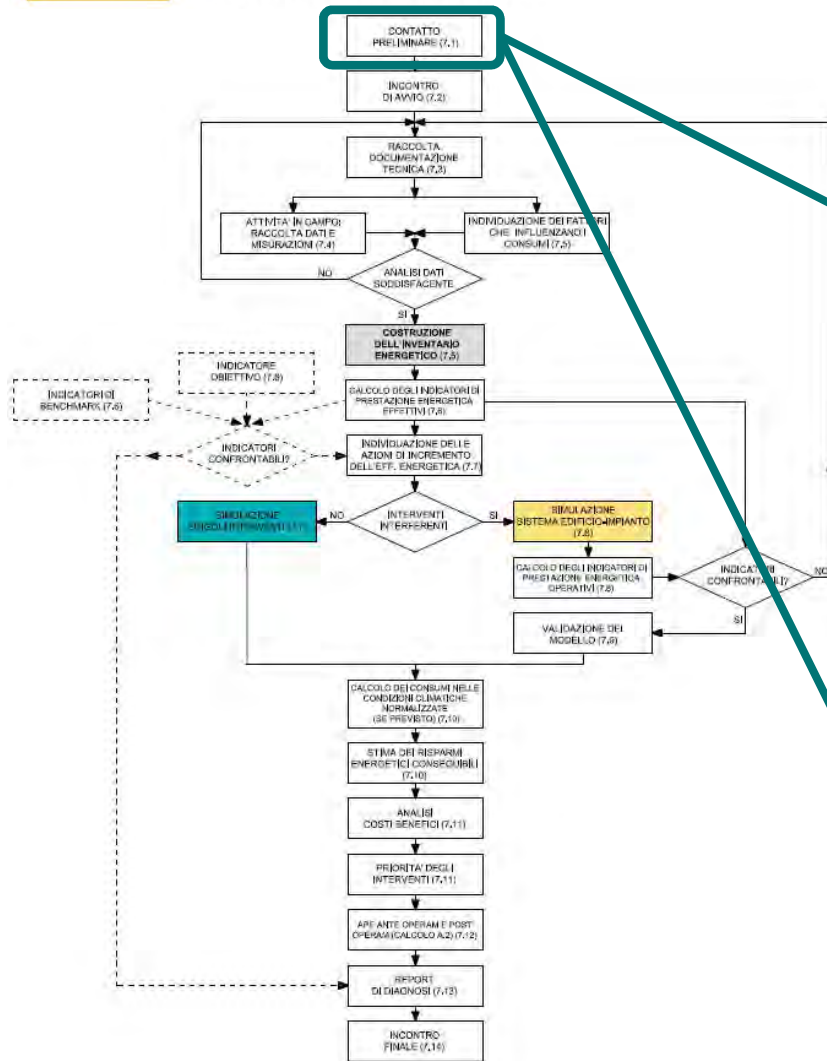 CONTATTO
PRELIMINARE (7.1)
INCONTRO
DI AVVIO (7.2)
RACCOLTA
DOCUMENTAZIONE
TECNICA (7.3)
ATTIVITA' IN CAMPO:
RACCOLTA DATI E
MISURAZIONI (7.4)
INDIVIDUAZIONE DEI FATTORI
CHE INFLUENZANO I
CONSUMI (7.5)
NO
ANALISI DATI
SODDISFACENTE
SI
COSTRUZIONE
DELL'INVENTARIO
ENERGETICO (7.5)
INDICATORE
OBIETTIVO (7.8)
INDICATORI DI
BENCHMARK (7.6)
CALCOLO DEGLI INDICATORI DI
PRESTAZIONE ENERGETICA
EFFETTIVI (7.6)
INDICATORI
CONFRONTABILI?
INDIVIDUAZIONE DELLE
AZIONI DI INCREMENTO
DELL'EFF. ENERGETICA (7.7)
SIMULAZIONE
NO
INTERVENTI
INTERFERENTI
SI
SIMULAZIONE
SISTEMA EDIFICIO-IMPIANTO
(7.8)
CALCOLO DEGLI INDICATORI DI
PRESTAZIONE ENERGETICA
OPERATIVI (7.8)
INDICATORI
CONFRONTABILI?
NO
SI
VALIDAZIONE DEI
MODELLO (7.9)
CALCOLO DEI CONSUMI NELLE
CONDIZIONI CLIMATICHE
NORMALIZZATE
(SE PREVISTO) (7.10)
STIMA DEI RISPARMI
ENERGETICI CONSEGUIBILI
(7.10)
ANALISI
COSTI BENEFICI (7.11)
PRIORITA' DEGLI
INTERVENTI (7.11)
APE ANTE OPERAM E POST
OPERAM (CALCOLO A.2) (7.12)
REPORT
DI DIAGNOSI (7.13)
INCONTRO
FINALE (7.14)